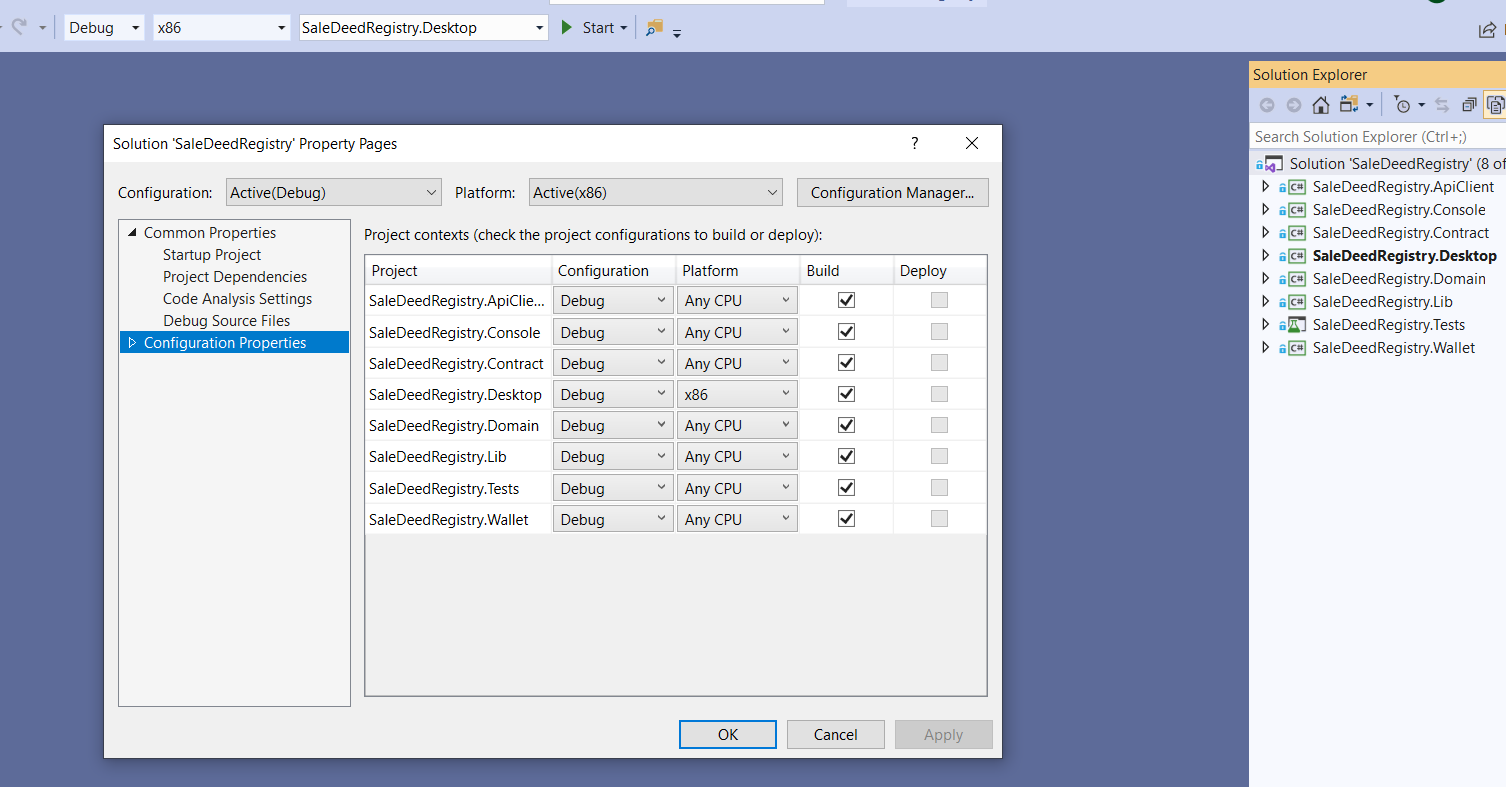 Debug x86 SaleDeedRegistry.Desktop Start
Solution Explorer
Search Solution Explorer (Ctrl+;)
Solution 'SaleDeedRegistry' (8 of
SaleDeedRegistry.ApiClient
SaleDeedRegistry.Console
SaleDeedRegistry.Contract
SaleDeedRegistry.Desktop
SaleDeedRegistry.Domain
SaleDeedRegistry.Lib
SaleDeedRegistry.Tests
SaleDeedRegistry.Wallet
Solution 'SaleDeedRegistry' Property Pages ?
Configuration: Active(Debug) Platform: Active(x86) Configuration Manager...
Common Properties
Startup Project
Project Dependencies
Code Analysis Settings
Debug Source Files
Configuration Properties
Project contexts (check the project configurations to build or deploy):
Project Configuration Platform Build Deploy
SaleDeedRegistry.ApiClie... Debug Any CPU
SaleDeedRegistry.Console Debug Any CPU
SaleDeedRegistry.Contract Debug Any CPU
SaleDeedRegistry.Desktop Debug x86
SaleDeedRegistry.Domain Debug Any CPU
SaleDeedRegistry.Lib Debug Any CPU
SaleDeedRegistry.Tests Debug Any CPU
SaleDeedRegistry.Wallet Debug Any CPU
OK Cancel Apply